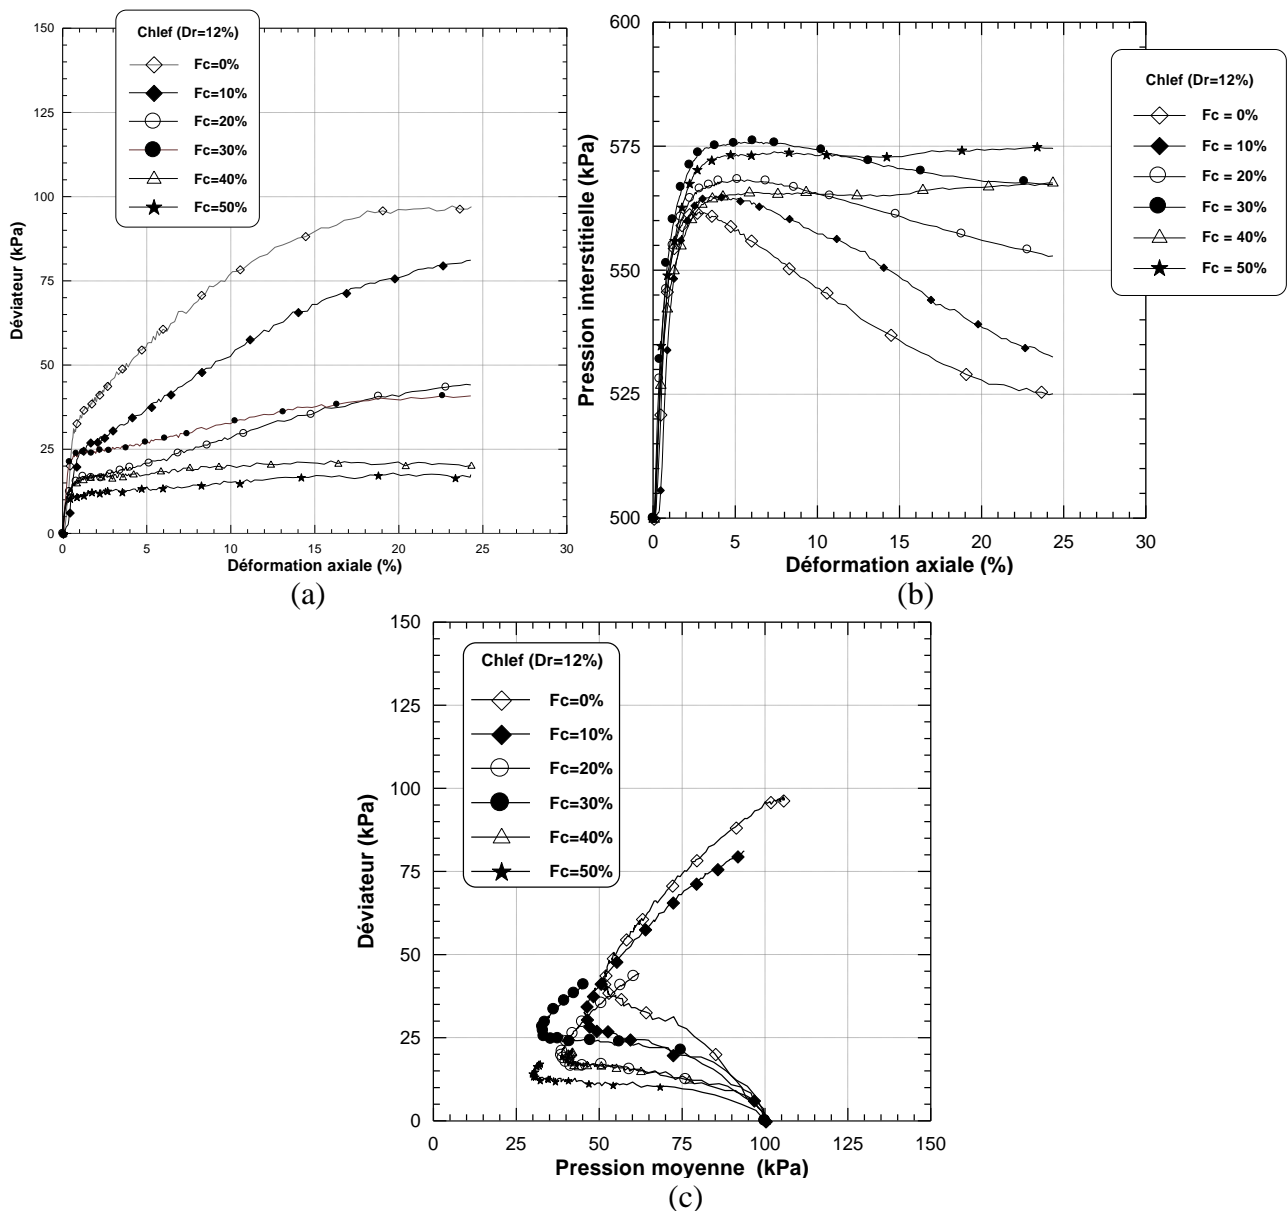 150
125
100
75
50
25
0
Déviateur (kPa)
Chlef (Dr=12%)
Fc=0%
Fc=10%
Fc=20%
Fc=30%
Fc=40%
Fc=50%
0 5 10 15 20 25 30
Déformation axiale (%)
(a)
600
575
550
525
500
Pression interstitielle (kPa)
Chlef (Dr=12%)
Fc = 0%
Fc = 10%
Fc = 20%
Fc = 30%
Fc = 40%
Fc = 50%
0 5 10 15 20 25 30
Déformation axiale (%)
(b)
150
125
100
75
50
25
0
Déviateur (kPa)
Chlef (Dr=12%)
Fc=0%
Fc=10%
Fc=20%
Fc=30%
Fc=40%
Fc=50%
0 25 50 75 100 125 150
Pression moyenne (kPa)
(c)